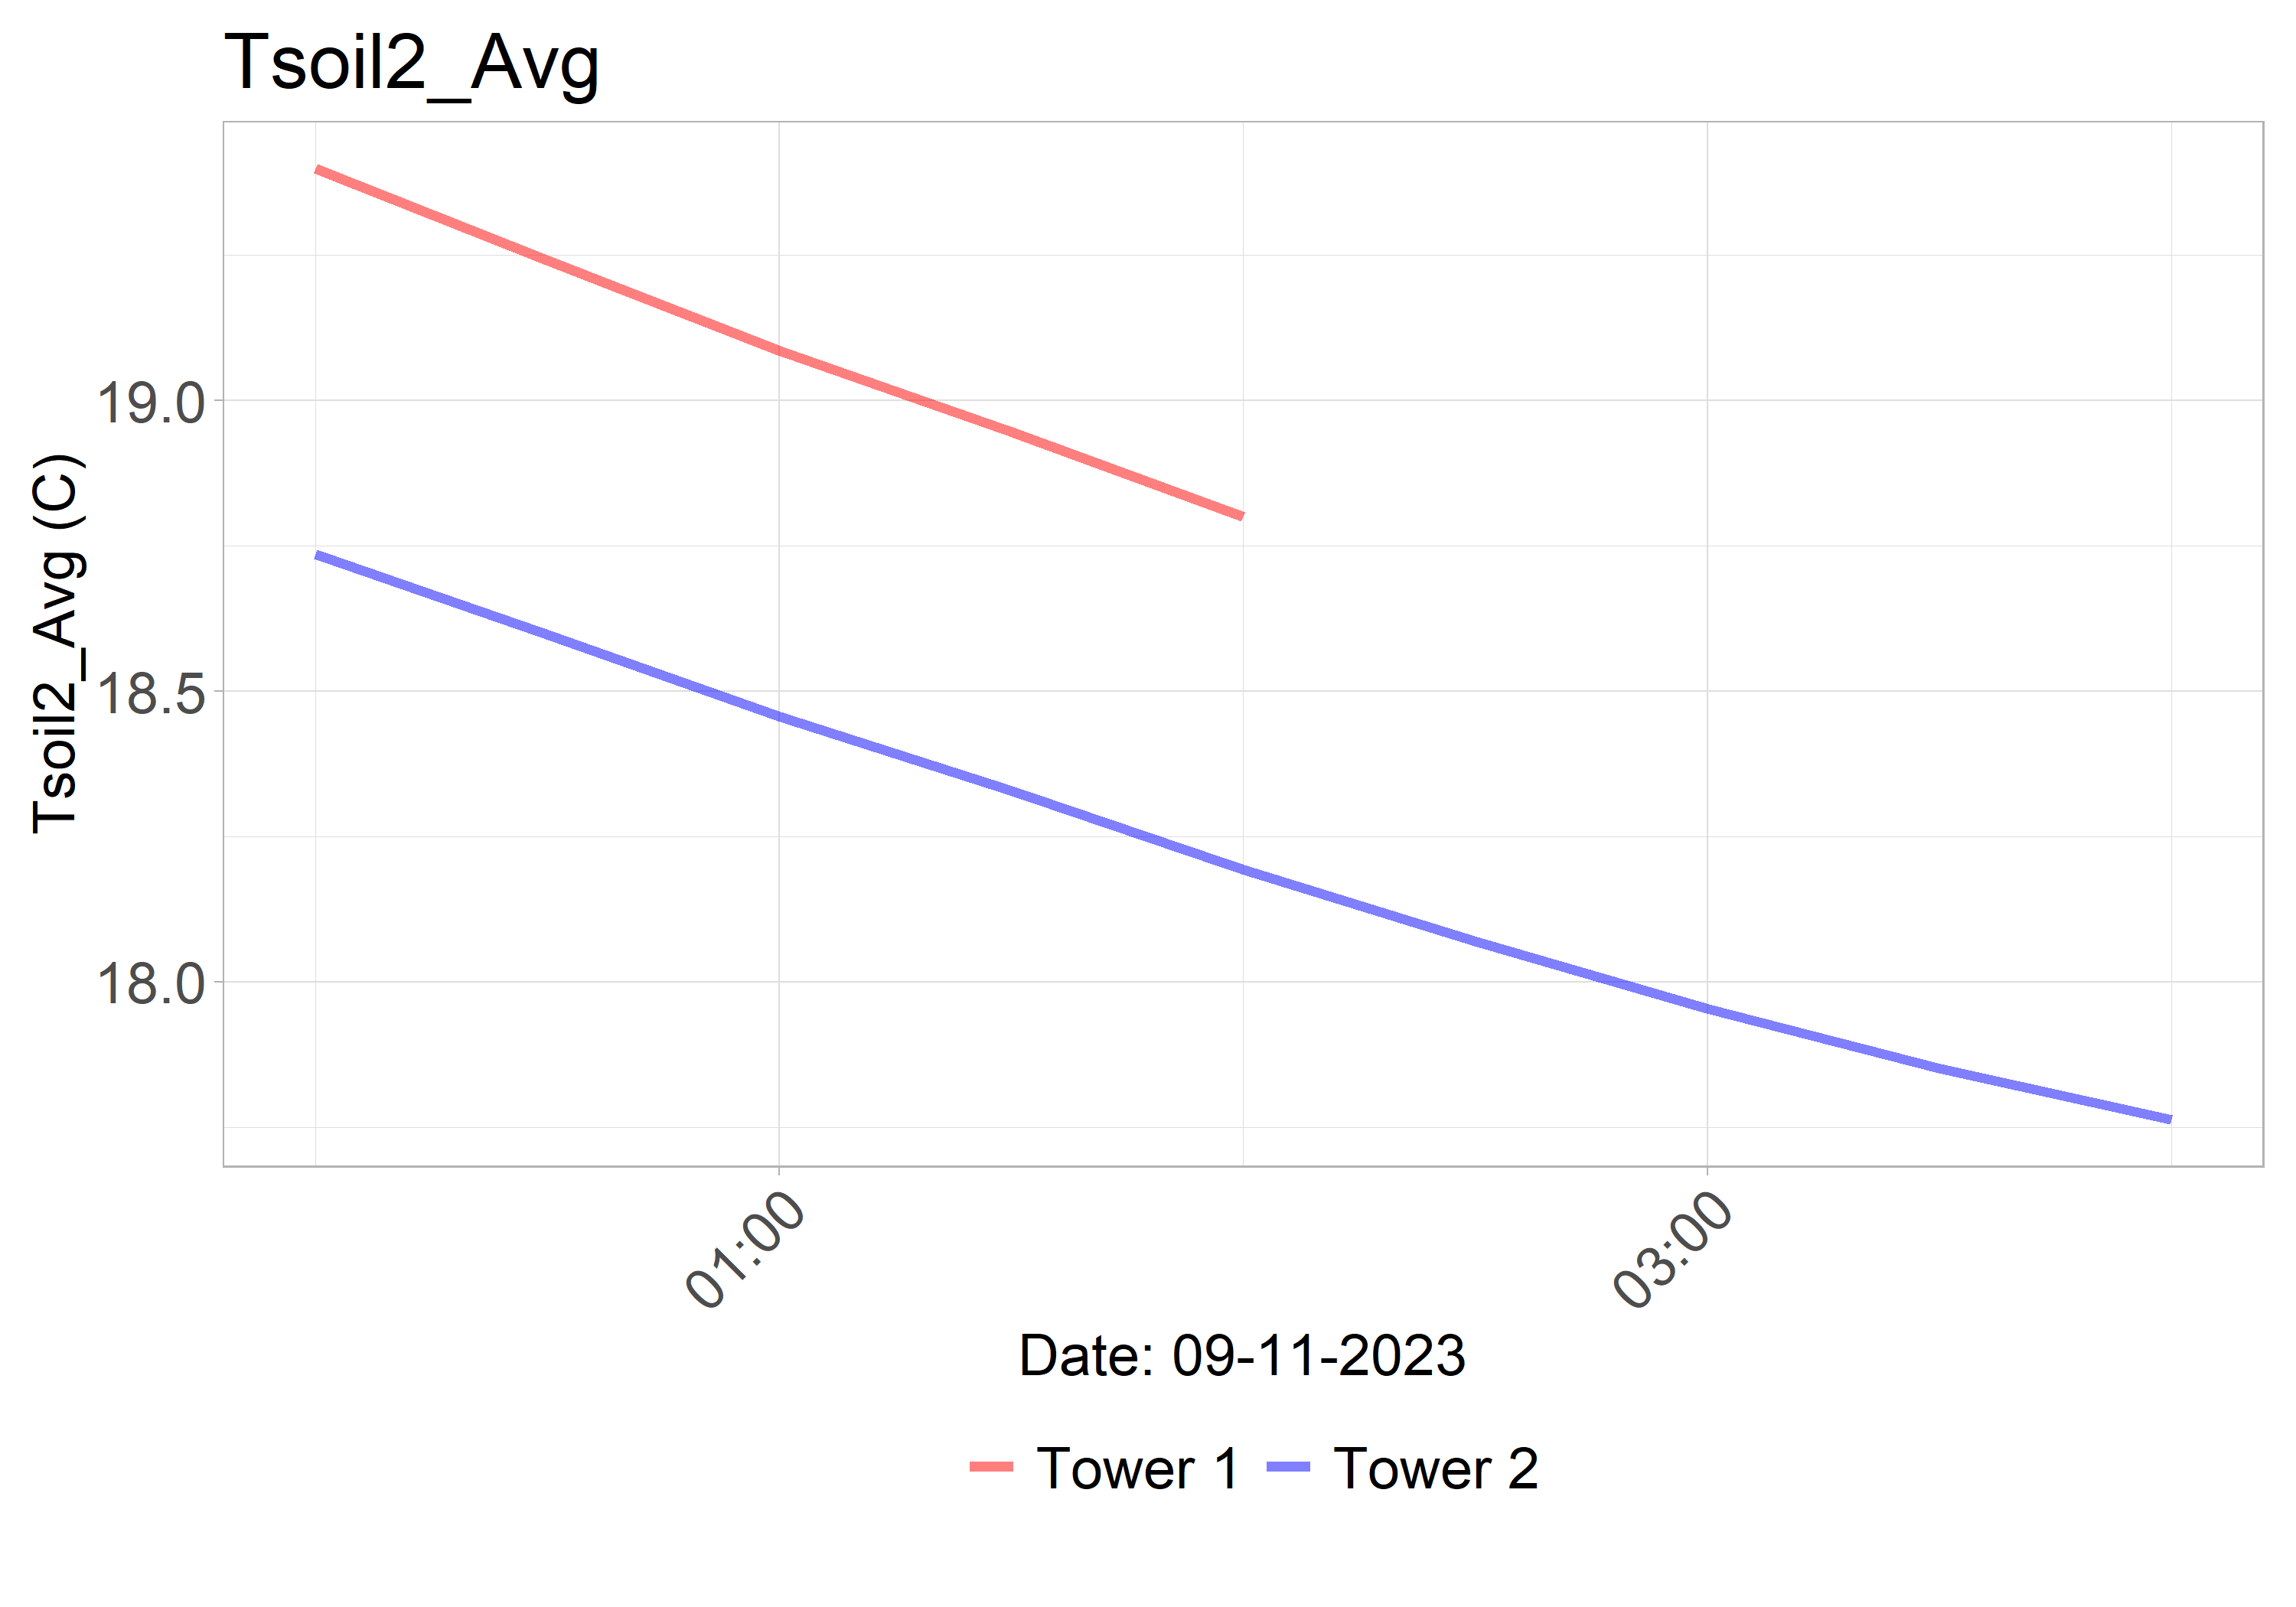 Tsoil2_Avg
Tsoil2_Avg (C)
19.0
18.5
18.0
01:00
03:00
Date: 09-11-2023
Tower 1
Tower 2